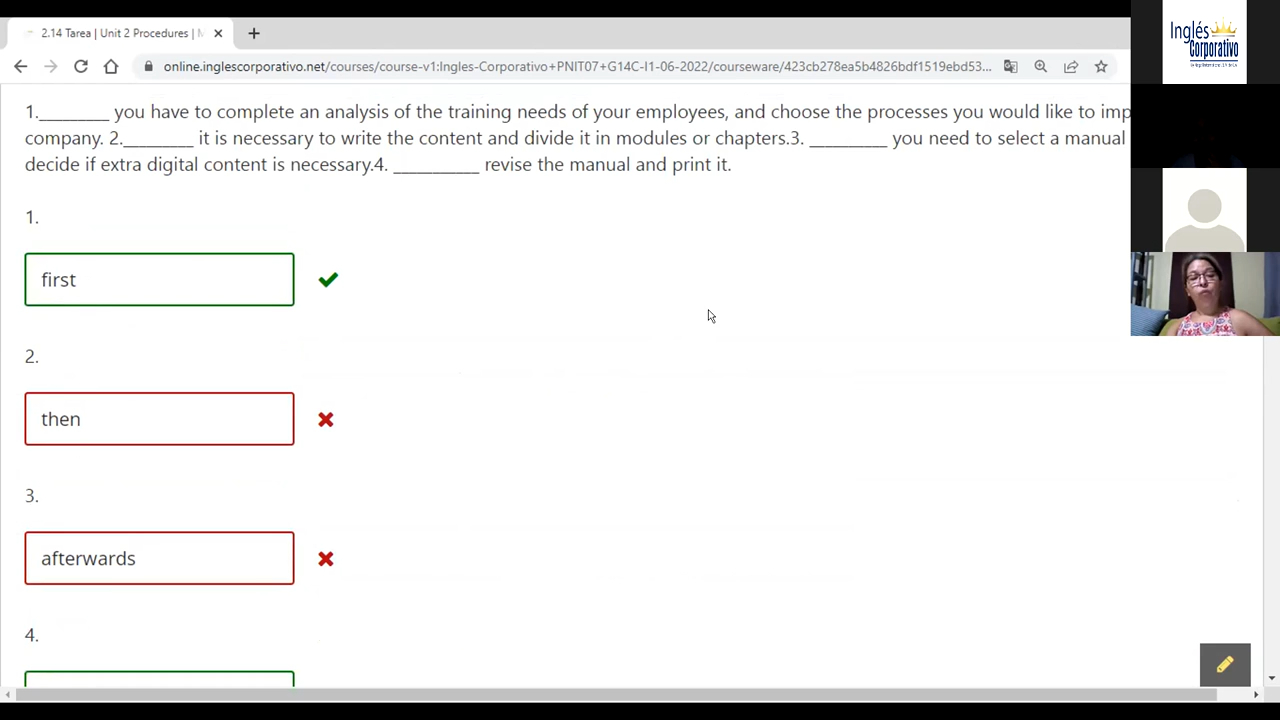 2.14 Tarea | Unit 2 Procedures |
online.inglescorporativo.net/courses/course-v1:Ingles-Corporativo+PNIT07+G14C-I1-06-2022/courseware/423cb278ea5b4826bdf1519ebd53...
Inglés
Corporativo
1.________ you have to complete an analysis of the training needs of your employees, and choose the processes you would like to imp
company. 2.________ it is necessary to write the content and divide it in modules or chapters.3. _________ you need to select a manual
decide if extra digital content is necessary.4. __________ revise the manual and print it.
1.
first
2.
then
3.
afterwards
4.